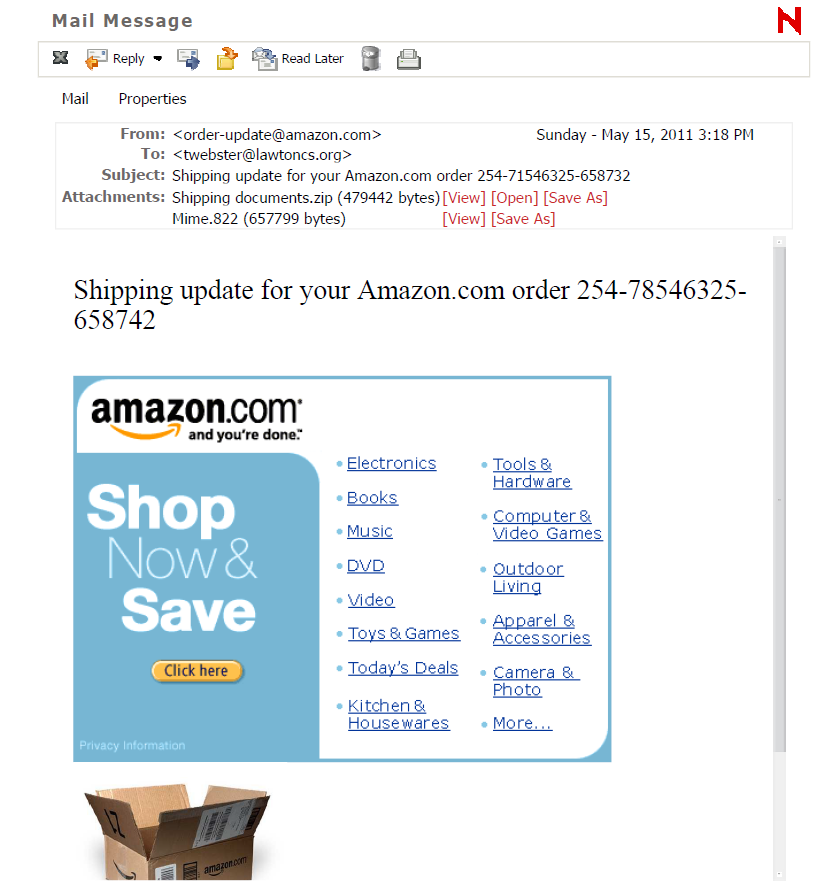 Mail Message
N
Reply
Read Later
Mail Properties
From: <order-update@amazon.com> Sunday - May 15, 2011 3:18 PM
To: <twebster@lawtoncs.org>
Subject: Shipping update for your Amazon.com order 254-71546325-658732
Attachments: Shipping documents.zip (479442 bytes) [View] [Open] [Save As]
Mime.822 (657799 bytes) [View] [Save As]
Shipping update for your Amazon.com order 254-78546325-
658742
amazon.com
and you're done.™
Shop
Now &
Save
Click here
Privacy Information
Electronics
Books
Music
DVD
Video
Toys & Games
Today's Deals
Kitchen &
Housewares
Tools &
Hardware
Computer &
Video Games
Outdoor
Living
Apparel &
Accessories
Camera &
Photo
More...
amazon.com